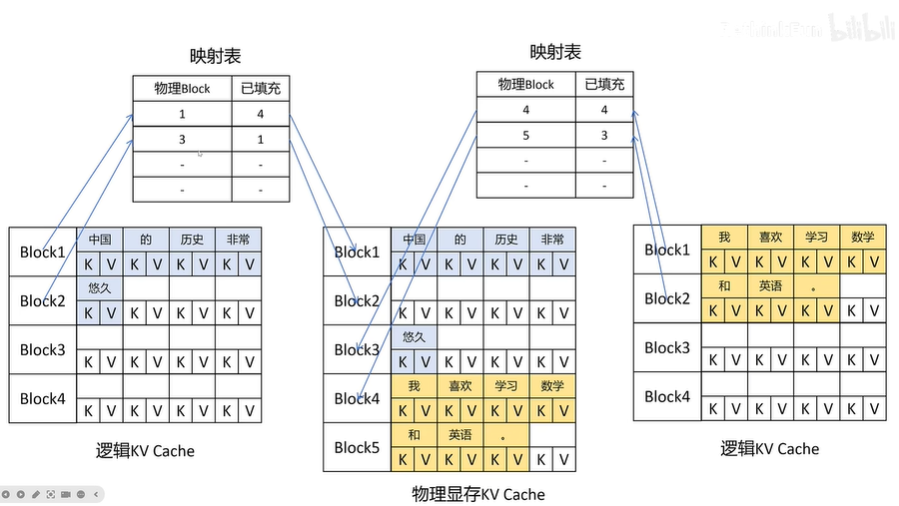 映射表
物理Block 已填充
1 4
3 1
- -
- -
映射表
物理Block 已填充
4 4
5 3
- -
- -
Block1 中国 的 历史 非常
K V K V K V K V
Block2 悠久
K V K V K V K V
Block3
K V K V K V K V
Block4
K V K V K V K V
逻辑KV Cache
Block1 中国 的 历史 非常
K V K V K V K V
Block2
K V K V K V K V
Block3 悠久
K V K V K V K V
Block4 我 喜欢 学习 数学
K V K V K V K V
Block5 和 英语 。
K V K V K V K V
物理显存KV Cache
Block1 我 喜欢 学习 数学
K V K V K V K V
Block2 和 英语 。
K V K V K V K V
Block3
K V K V K V K V
Block4
K V K V K V K V
逻辑KV Cache
bilibili